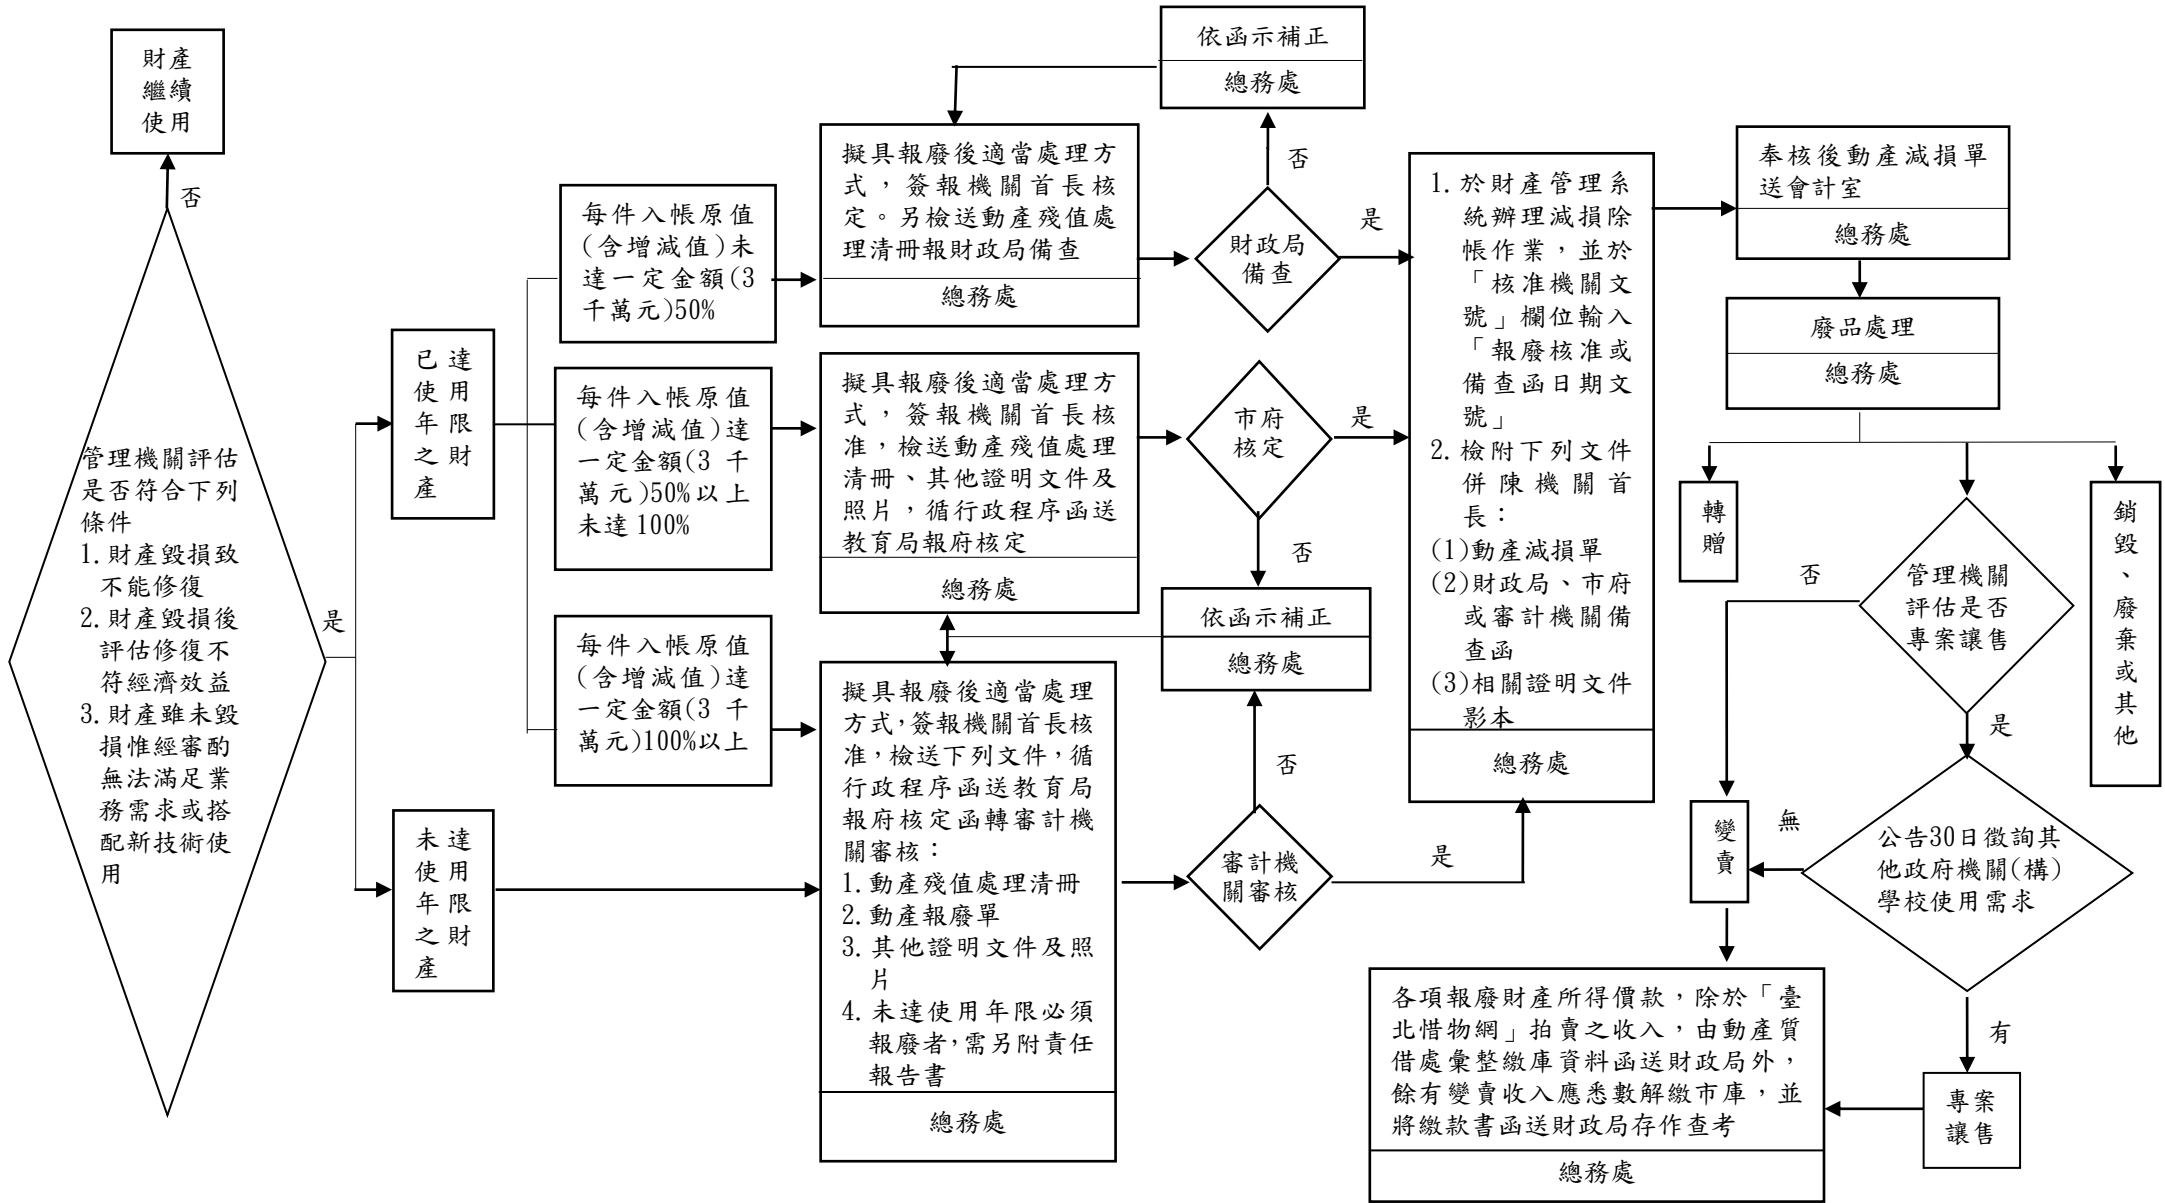 財產
繼續
使用
否
管理機關評估
是否符合下列
條件
1.財產毀損致
不能修復
2.財產毀損後
評估修復不
符經濟效益
3.財產雖未毀
損惟經審酌
無法滿足業
務需求或搭
配新技術使
用
是
已達
使用
年限
之財
產
未達
使用
年限
之財
產
每件入帳原值
(含增減值)未
達一定金額(3
千萬元)50%
每件入帳原值
(含增減值)達
一定金額(3 千
萬元)50%以上
未達 100%
每件入帳原值
(含增減值)達
一定金額(3 千
萬元)100%以上
擬具報廢後適當處理方
式，簽報機關首長核
定。另檢送動產殘值處
理清冊報財政局備查
總務處
擬具報廢後適當處理方
式，簽報機關首長核
准，檢送動產殘值處理
清冊、其他證明文件及
照片，循行政程序函送
教育局報府核定
總務處
擬具報廢後適當處理
方式，簽報機關首長核
准，檢送下列文件，循
行政程序函送教育局
報府核定函轉審計機
關審核：
1.動產殘值處理清冊
2.動產報廢單
3.其他證明文件及照
片
4.未達使用年限必須
報廢者，需另附責任
報告書
總務處
依函示補正
總務處
否
財政局
備查
是
市府
核定
是
否
依函示補正
總務處
否
審計機
關審核
是
1.於財產管理系
統辦理減損除
帳作業，並於
「核准機關文
號」欄位輸入
「報廢核准或
備查函日期文
號」
2.檢附下列文件
併陳機關首
長：
(1)動產減損單
(2)財政局、市府
或審計機關備
查函
(3)相關證明文件
影本
總務處
奉核後動產減損單
送會計室
總務處
廢品處理
總務處
轉
贈
管理機關
評估是否
專案讓售
銷
毀
、
廢
棄
或
其
他
否
是
變
賣
無
公告30日徵詢其
他政府機關(構)
學校使用需求
有
專案
讓售
各項報廢財產所得價款，除於「臺
北惜物網」拍賣之收入，由動產質
借處彙整繳庫資料函送財政局外，
餘有變賣收入應悉數解繳市庫，並
將繳款書函送財政局存作查考
總務處